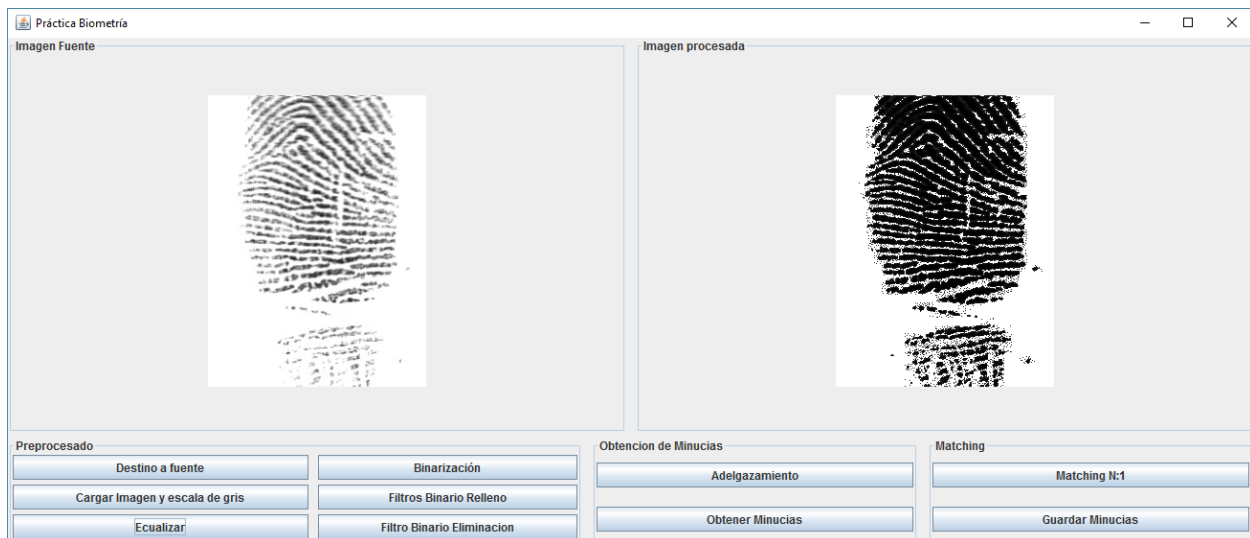 Práctica Biometría
Imagen Fuente
Imagen procesada
Preprocesado
Destino a fuente
Binarización
Cargar Imagen y escala de gris
Filtros Binario Relleno
Ecualizar
Filtro Binario Eliminacion
Obtencion de Minucias
Adelgazamiento
Obtener Minucias
Matching
Matching N:1
Guardar Minucias